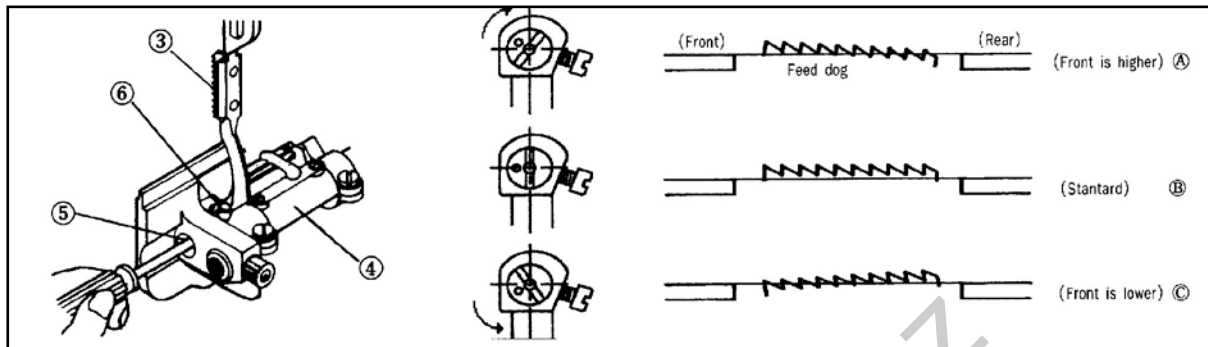 ③
⑥
⑤
④
(Front) (Rear)
Feed dog
(Front is higher) Ⓐ
(Stantard) Ⓑ
(Front is lower) Ⓒ